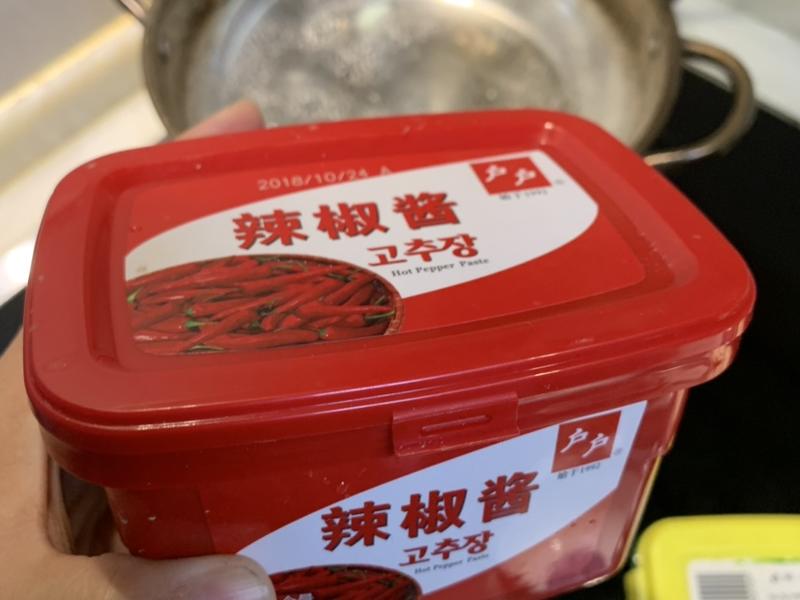 2018/10/24 A
户户
始于1992
辣椒酱
고추장
Hot Pepper Paste
户户
始于1992
辣椒酱
고추장
Hot Pepper Paste